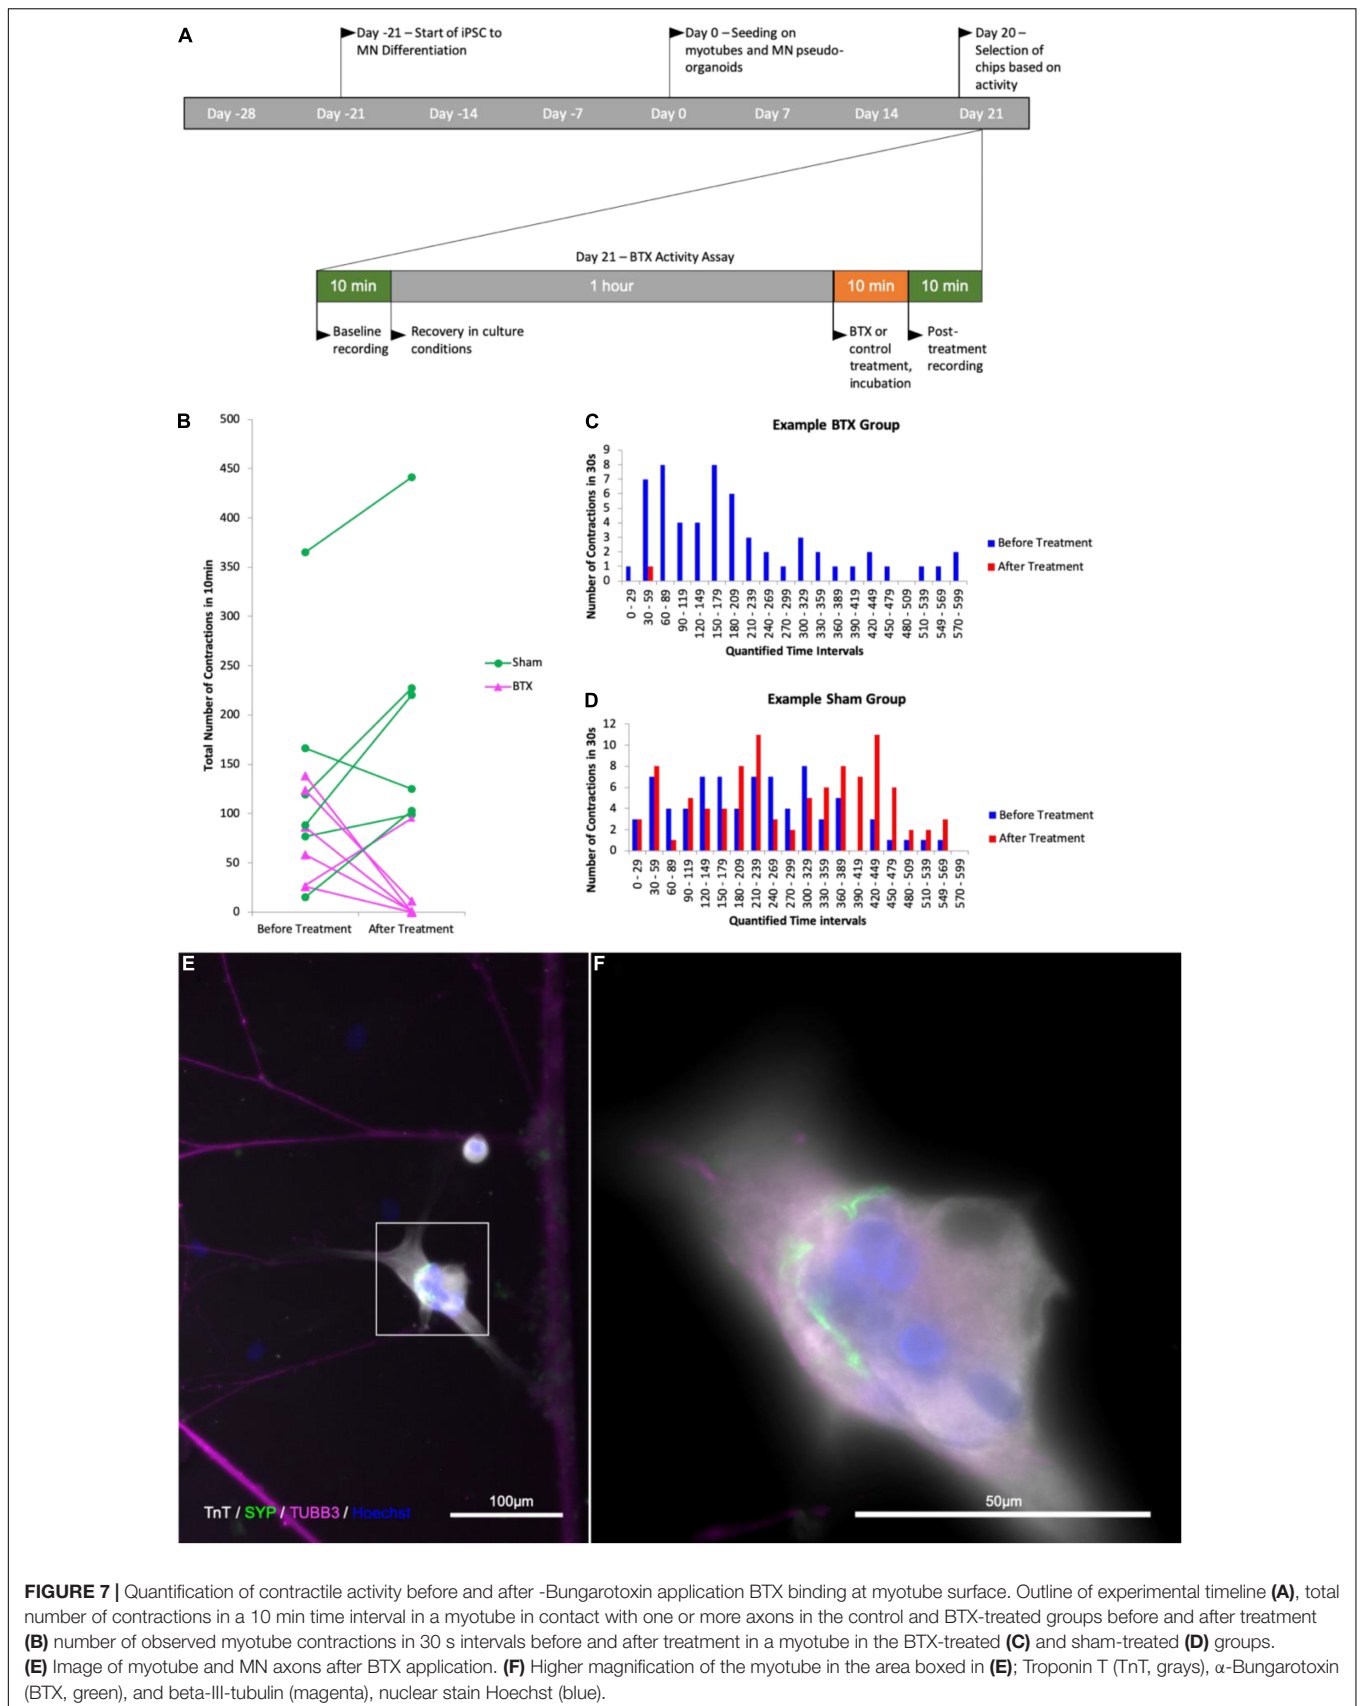 A
Day -21 – Start of iPSC to
MN Differentiation
Day 0 – Seeding on
myotubes and MN pseudo-
organoids
Day 20 –
Selection of
chips based on
activity
Day -28 Day -21 Day -14 Day -7 Day 0 Day 7 Day 14 Day 21
Day 21 – BTX Activity Assay
10 min 1 hour 10 min 10 min
Baseline
recording
Recovery in culture
conditions
BTX or
control
treatment,
incubation
Post-
treatment
recording
B
Total Number of Contractions in 10min
500
450
400
350
300
250
200
150
100
50
0
Before Treatment After Treatment
Sham
BTX
C
Example BTX Group
Number of Contractions in 30s
9
8
7
6
5
4
3
2
1
0
0 - 29
30 - 59
60 - 89
90 - 119
120 - 149
150 - 179
180 - 209
210 - 239
240 - 269
270 - 299
300 - 329
330 - 359
360 - 389
390 - 419
420 - 449
450 - 479
480 - 509
510 - 539
549 - 569
570 - 599
Quantified Time Intervals
Before Treatment
After Treatment
D
Example Sham Group
Number of Contractions in 30s
12
10
8
6
4
2
0
0 - 29
30 - 59
60 - 89
90 - 119
120 - 149
150 - 179
180 - 209
210 - 239
240 - 269
270 - 299
300 - 329
330 - 359
360 - 389
390 - 419
420 - 449
450 - 479
480 - 509
510 - 539
549 - 569
570 - 599
Quantified Time intervals
Before Treatment
After Treatment
E
TnT / SYP / TUBB3 / Hoechst
100μm
F
50μm
FIGURE 7 | Quantification of contractile activity before and after -Bungarotoxin application BTX binding at myotube surface. Outline of experimental timeline (A), total
number of contractions in a 10 min time interval in a myotube in contact with one or more axons in the control and BTX-treated groups before and after treatment
(B) number of observed myotube contractions in 30 s intervals before and after treatment in a myotube in the BTX-treated (C) and sham-treated (D) groups.
(E) Image of myotube and MN axons after BTX application. (F) Higher magnification of the myotube in the area boxed in (E); Troponin T (TnT, grays), α-Bungarotoxin
(BTX, green), and beta-III-tubulin (magenta), nuclear stain Hoechst (blue).